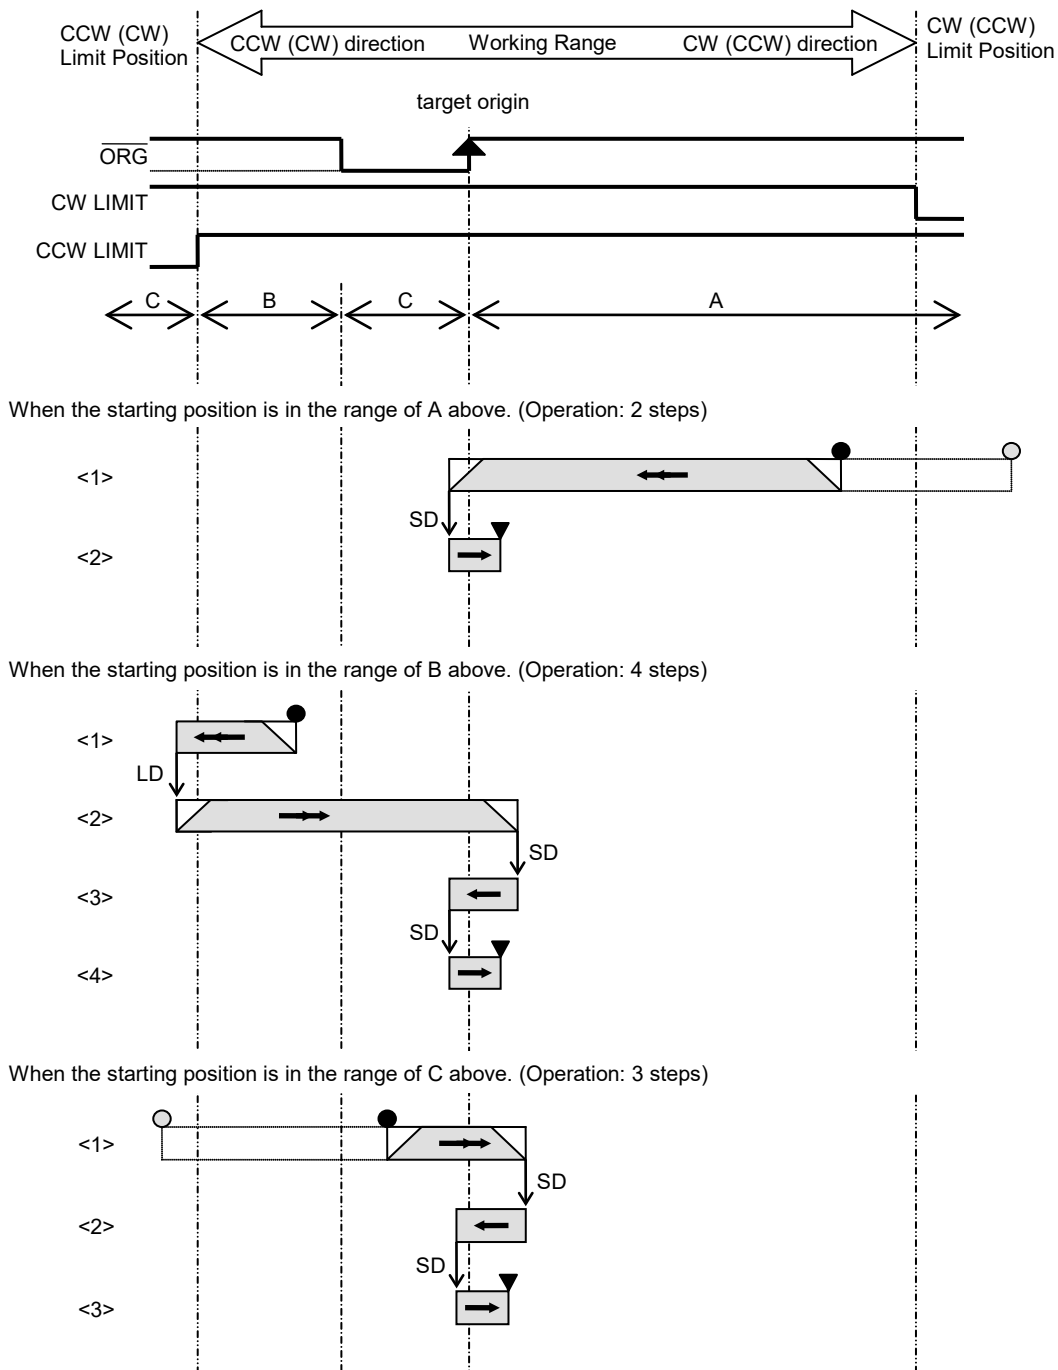 CCW (CW)
Limit Position
CCW (CW) direction
Working Range
CW (CCW) direction
CW (CCW)
Limit Position
target origin
ORG
CW LIMIT
CCW LIMIT
C
B
C
A
When the starting position is in the range of A above. (Operation: 2 steps)
<1>
SD
<2>
When the starting position is in the range of B above. (Operation: 4 steps)
<1>
LD
<2>
SD
<3>
SD
<4>
When the starting position is in the range of C above. (Operation: 3 steps)
<1>
SD
<2>
SD
<3>